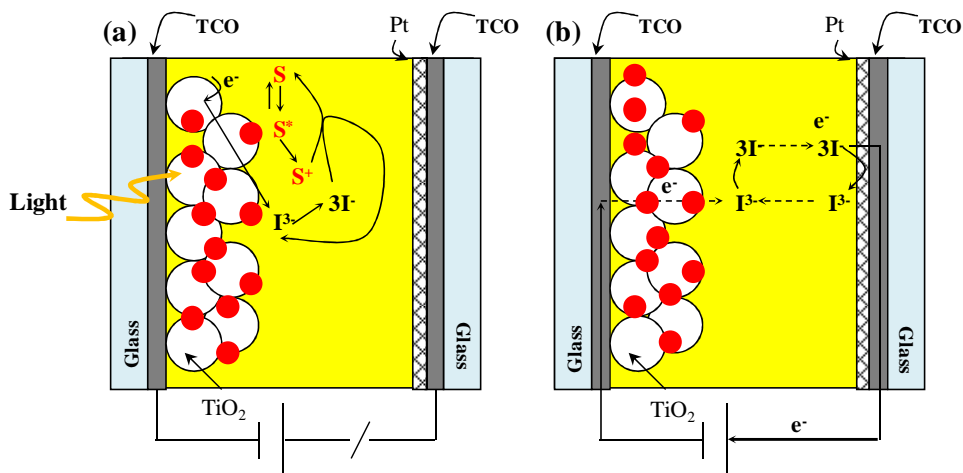 (a)
TCO
Pt
TCO
e-
S
S*
S+
I3-
3I-
Light
Glass
Glass
TiO2
(b)
TCO
Pt
TCO
e-
3I-
3I-
e-
I3-
I3-
Glass
Glass
TiO2
e-